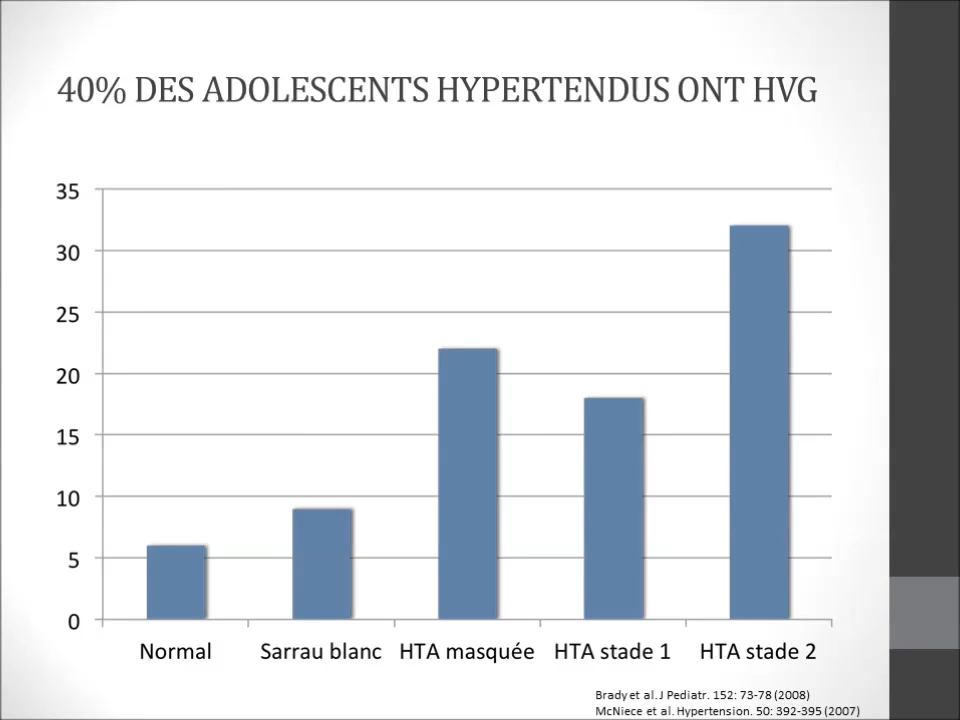 40% DES ADOLESCENTS HYPERTENDUS ONT HVG
35
30
25
20
15
10
5
0
Normal Sarrau blanc HTA masquée HTA stade 1 HTA stade 2
Brady et al. J Pediatr. 152: 73-78 (2008)
McNiece et al. Hypertension. 50: 392-395 (2007)